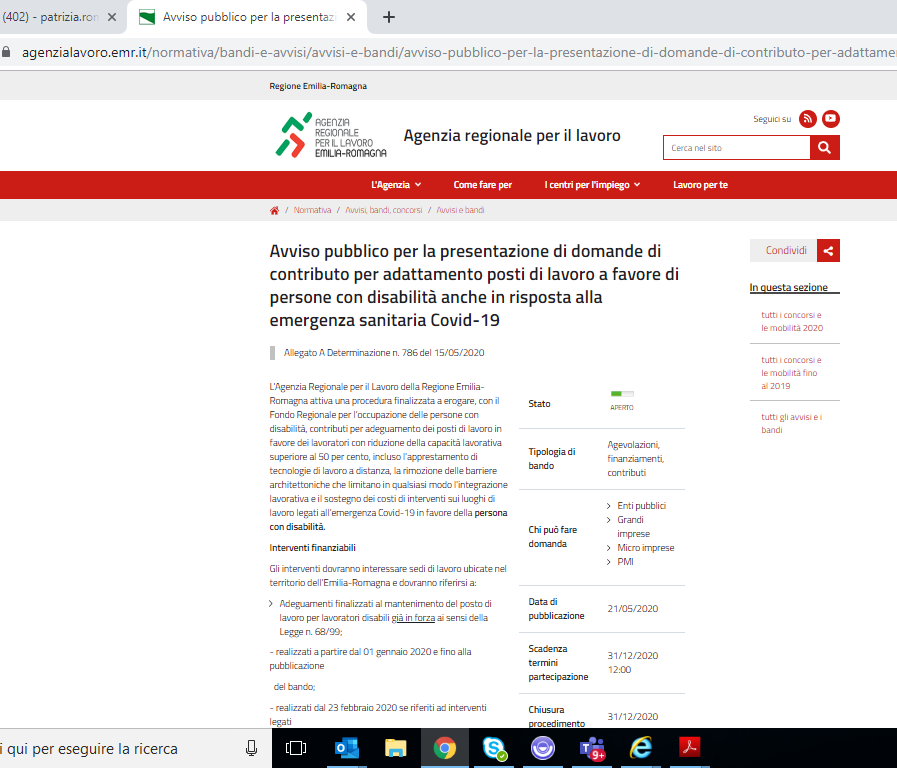 (402) - patrizia.ron
Avviso pubblico per la presentaz
agenzialavoro.emr.it/normativa/bandi-e-avvisi/avvisi-e-bandi/avviso-pubblico-per-la-presentazione-di-domande-di-contributo-per-adattamen
Regione Emilia-Romagna
AGENZIA
REGIONALE
PER IL LAVORO
EMILIA-ROMAGNA
Agenzia regionale per il lavoro
Seguici su
Cerca nel sito
L'Agenzia
Come fare per
I centri per l'impiego
Lavoro per te
/ Normativa / Avvisi, bandi, concorsi / Avvisi e bandi
Avviso pubblico per la presentazione di domande di
contributo per adattamento posti di lavoro a favore di
persone con disabilità anche in risposta alla
emergenza sanitaria Covid-19
Allegato A Determinazione n. 786 del 15/05/2020
L'Agenzia Regionale per il Lavoro della Regione Emilia-
Romagna attiva una procedura finalizzata a erogare, con il
Fondo Regionale per l'occupazione delle persone con
disabilità, contributi per adeguamento dei posti di lavoro in
favore dei lavoratori con riduzione della capacità lavorativa
superiore al 50 per cento, incluso l'apprestamento di
tecnologie di lavoro a distanza, la rimozione delle barriere
architettoniche che limitano in qualsiasi modo l'integrazione
lavorativa e il sostegno dei costi di interventi sui luoghi di
lavoro legati all'emergenza Covid-19 in favore della persona
con disabilità.
Interventi finanziabili
Gli interventi dovranno interessare sedi di lavoro ubicate nel
territorio dell'Emilia-Romagna e dovranno riferirsi a:
Adeguamenti finalizzati al mantenimento del posto di
lavoro per lavoratori disabili già in forza ai sensi della
Legge n. 68/99;
- realizzati a partire dal 01 gennaio 2020 e fino alla
pubblicazione
del bando;
- realizzati dal 23 febbraio 2020 se riferiti ad interventi
legati
Stato
APERTO
Tipologia di
bando
Agevolazioni,
finanziamenti,
contributi
Chi può fare
domanda
Enti pubblici
Grandi
imprese
Micro imprese
PMI
Data di
pubblicazione
21/05/2020
Scadenza
termini
partecipazione
31/12/2020
12:00
Chiusura
procedimento
31/12/2020
Condividi
In questa sezione
tutti i concorsi e
le mobilità 2020
tutti i concorsi e
le mobilità fino
al 2019
tutti gli avvisi e i
bandi
i qui per eseguire la ricerca
9+